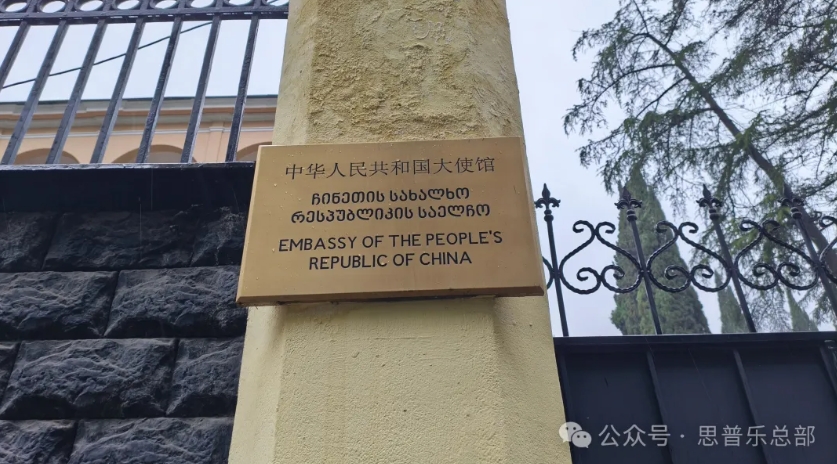 中华人民共和国大使馆
ჩინეთის სახალხო
რესპუბლიკის საელჩო
EMBASSY OF THE PEOPLE'S
REPUBLIC OF CHINA
公众号 · 思普乐总部